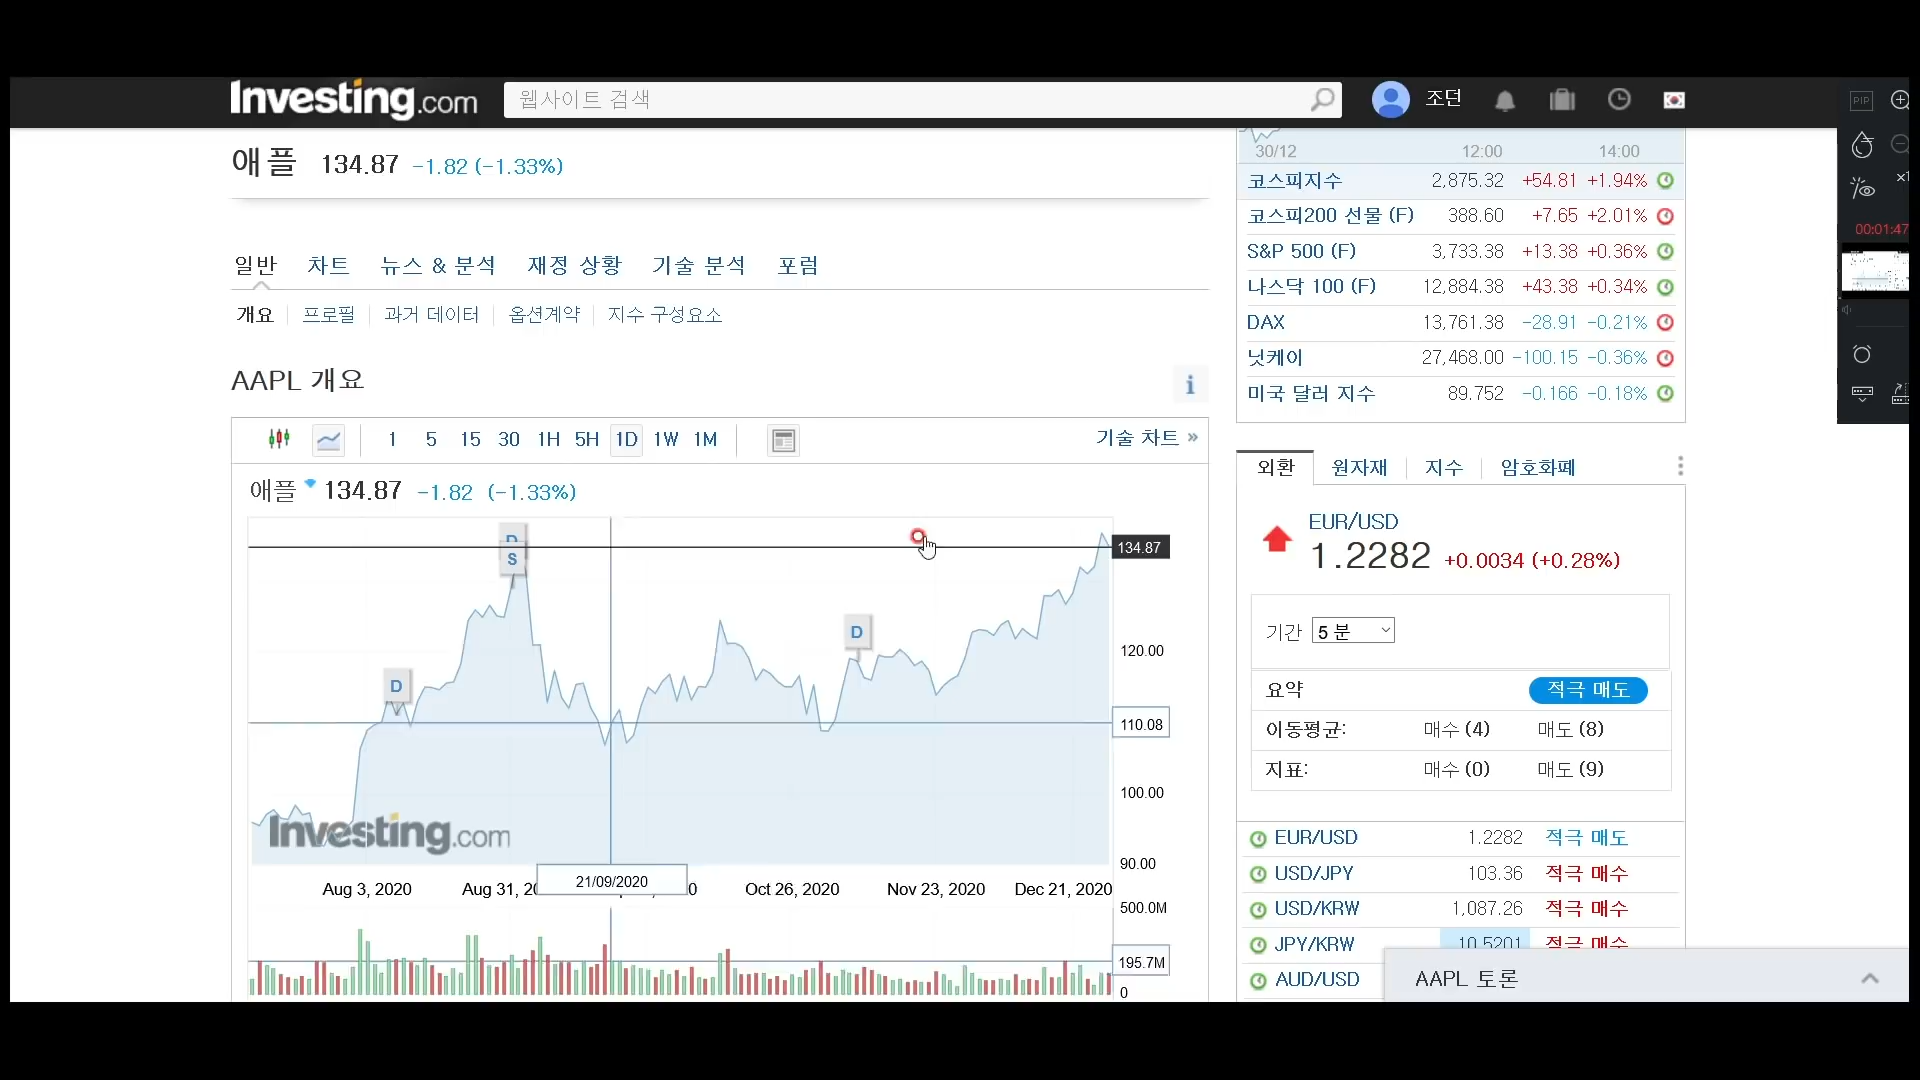 Investing.com 웹사이트 검색 조던
PIP
애플 134.87 -1.82 (-1.33%)
일반 차트 뉴스 & 분석 재정 상황 기술 분석 포럼
개요 프로필 과거 데이터 옵션계약 지수 구성요소
AAPL 개요
1 5 15 30 1H 5H 1D 1W 1M 기술 차트 »
애플 134.87 -1.82 (-1.33%)
D
S
D
D
134.87
120.00
110.08
100.00
90.00
Investing.com
Aug 3, 2020 Aug 31, 21/09/2020 Oct 26, 2020 Nov 23, 2020 Dec 21, 2020
500.0M
195.7M
0
30/12 12:00 14:00
코스피지수 2,875.32 +54.81 +1.94%
코스피200 선물 (F) 388.60 +7.65 +2.01%
S&P 500 (F) 3,733.38 +13.38 +0.36%
나스닥 100 (F) 12,884.38 +43.38 +0.34%
DAX 13,761.38 -28.91 -0.21%
닛케이 27,468.00 -100.15 -0.36%
미국 달러 지수 89.752 -0.166 -0.18%
외환 원자재 지수 암호화폐
EUR/USD
1.2282 +0.0034 (+0.28%)
기간 5 분
요약 적극 매도
이동평균: 매수 (4) 매도 (8)
지표: 매수 (0) 매도 (9)
EUR/USD 1.2282 적극 매도
USD/JPY 103.36 적극 매수
USD/KRW 1,087.26 적극 매수
JPY/KRW 10.5201 적극 매수
AUD/USD
AAPL 토론
x1
00:01:47